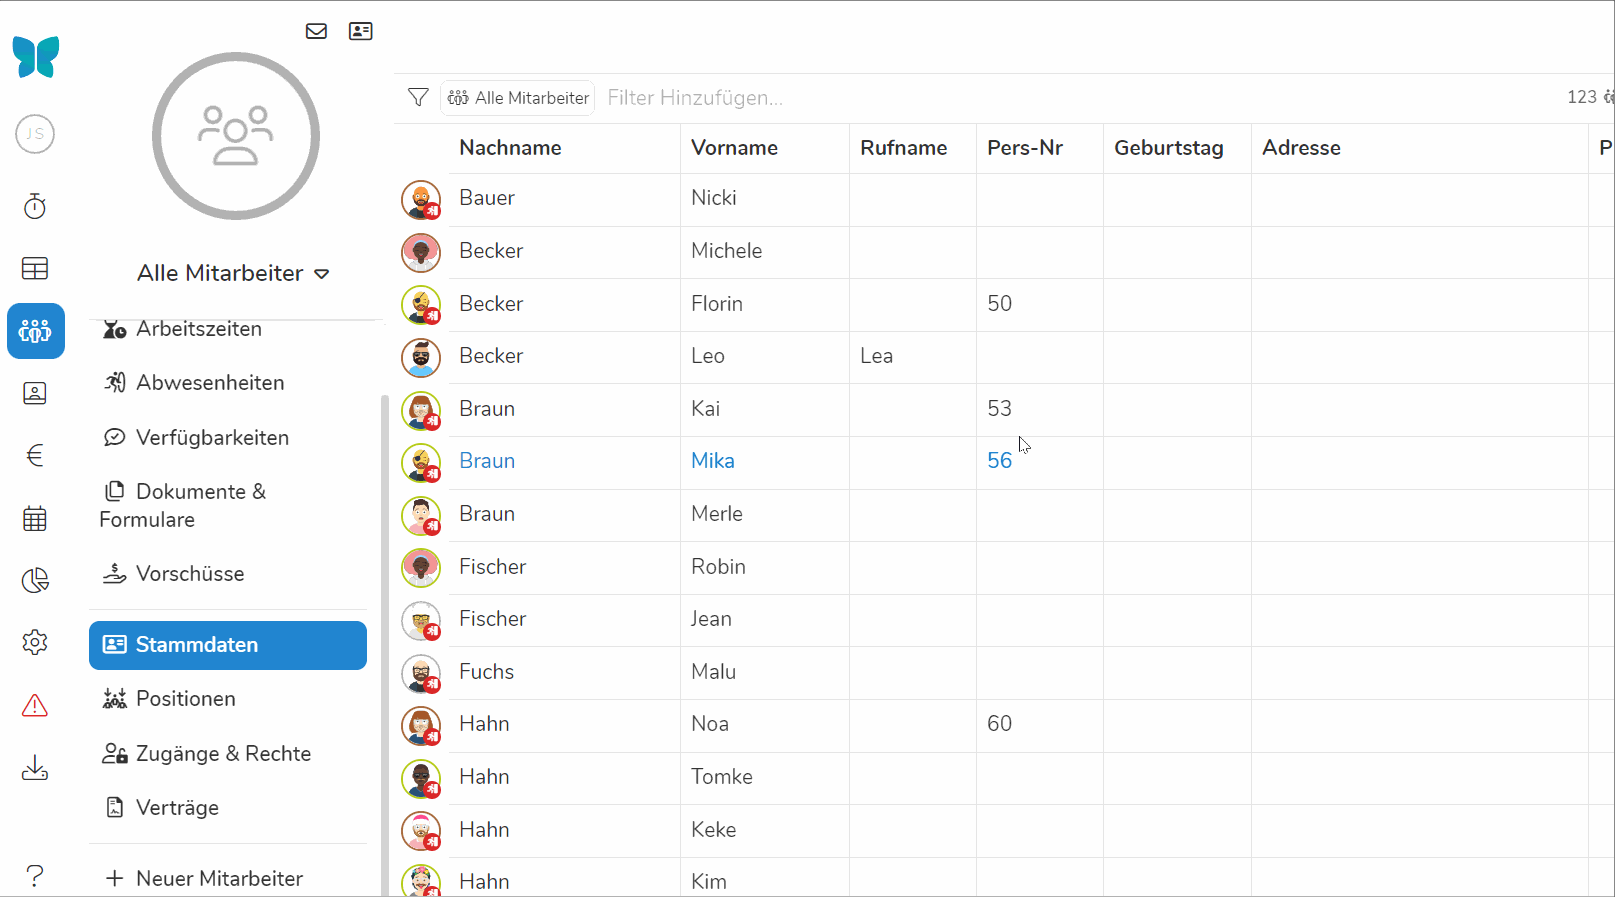 JS
Alle Mitarbeiter
Arbeitszeiten
Abwesenheiten
Verfügbarkeiten
Dokumente &
Formulare
Vorschüsse
Stammdaten
Positionen
Zugänge & Rechte
Verträge
+ Neuer Mitarbeiter
?
Alle Mitarbeiter Filter Hinzufügen... 123
Nachname Vorname Rufname Pers-Nr Geburtstag Adresse P
Bauer Nicki
Becker Michele
Becker Florin 50
Becker Leo Lea
Braun Kai 53
Braun Mika 56
Braun Merle
Fischer Robin
Fischer Jean
Fuchs Malu
Hahn Noa 60
Hahn Tomke
Hahn Keke
Hahn Kim